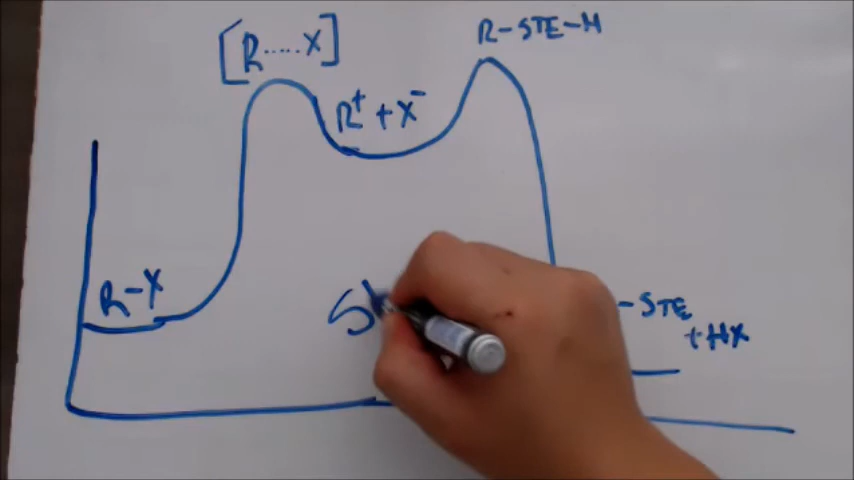 [R.....X]
R-STE-H
R⁺ + X⁻
R-X
-STE
+HX
S